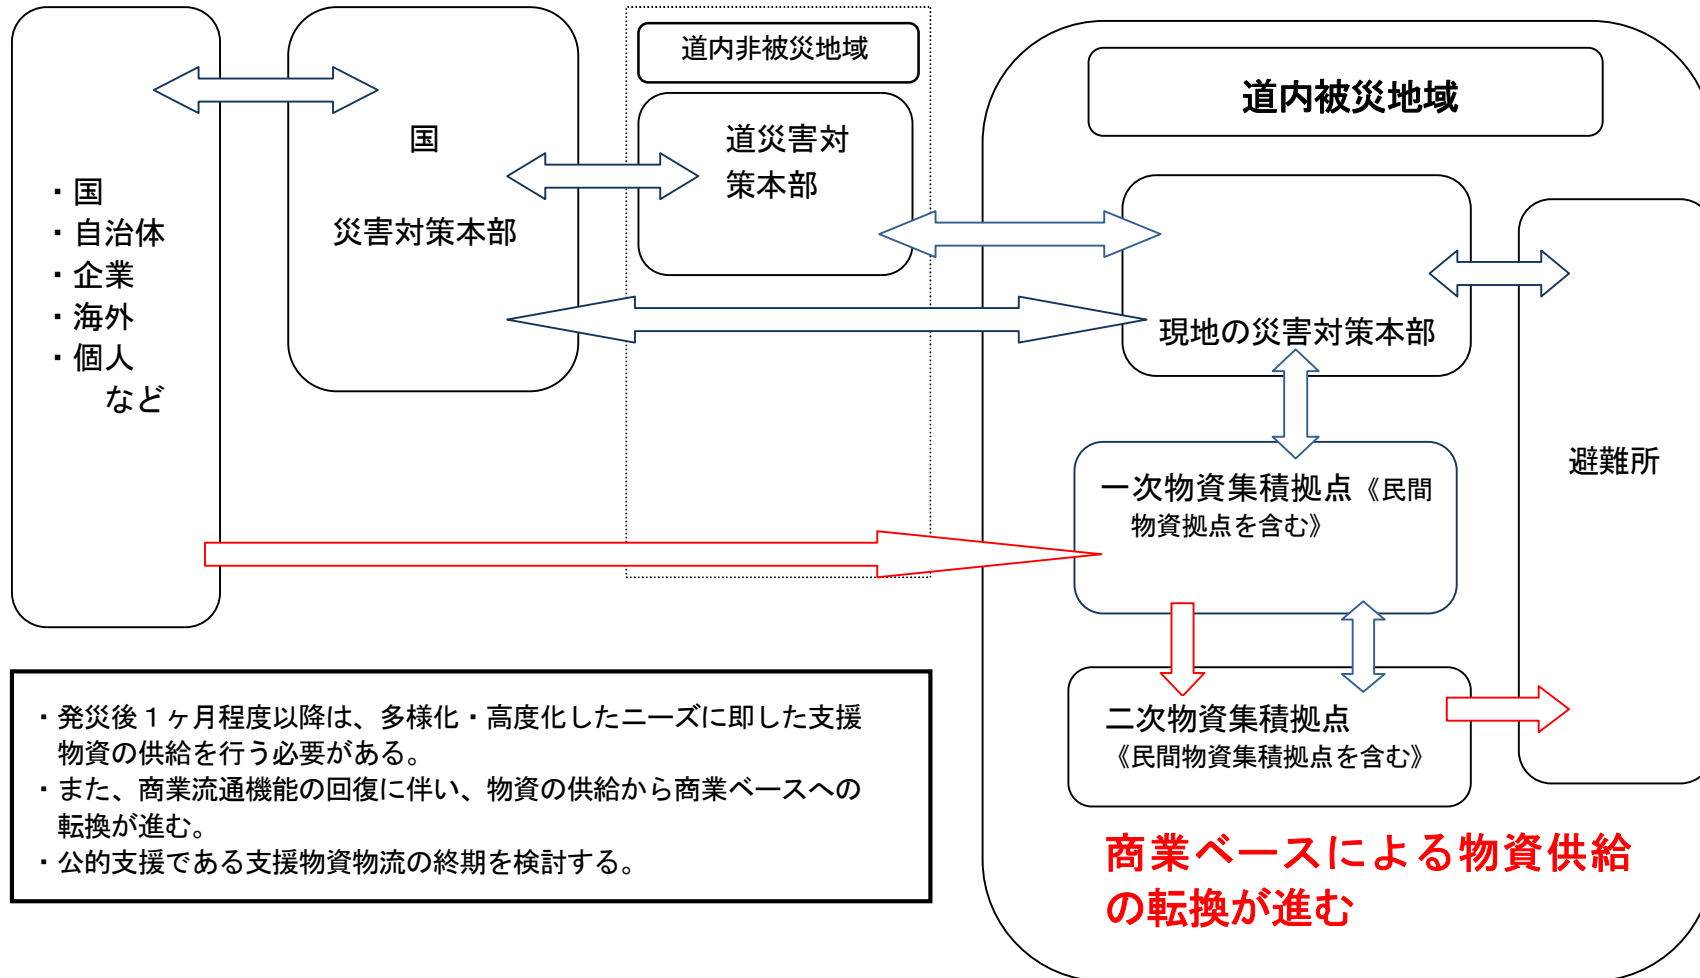 ・国
・自治体
・企業
・海外
・個人
など
国
災害対策本部
道内非被災地域
道災害対
策本部
道内被災地域
現地の災害対策本部
避難所
一次物資集積拠点《民間
物資拠点を含む》
二次物資集積拠点
《民間物資集積拠点を含む》
商業ベースによる物資供給
の転換が進む
・発災後１ヶ月程度以降は、多様化・高度化したニーズに即した支援
物資の供給を行う必要がある。
・また、商業流通機能の回復に伴い、物資の供給から商業ベースへの
転換が進む。
・公的支援である支援物資物流の終期を検討する。